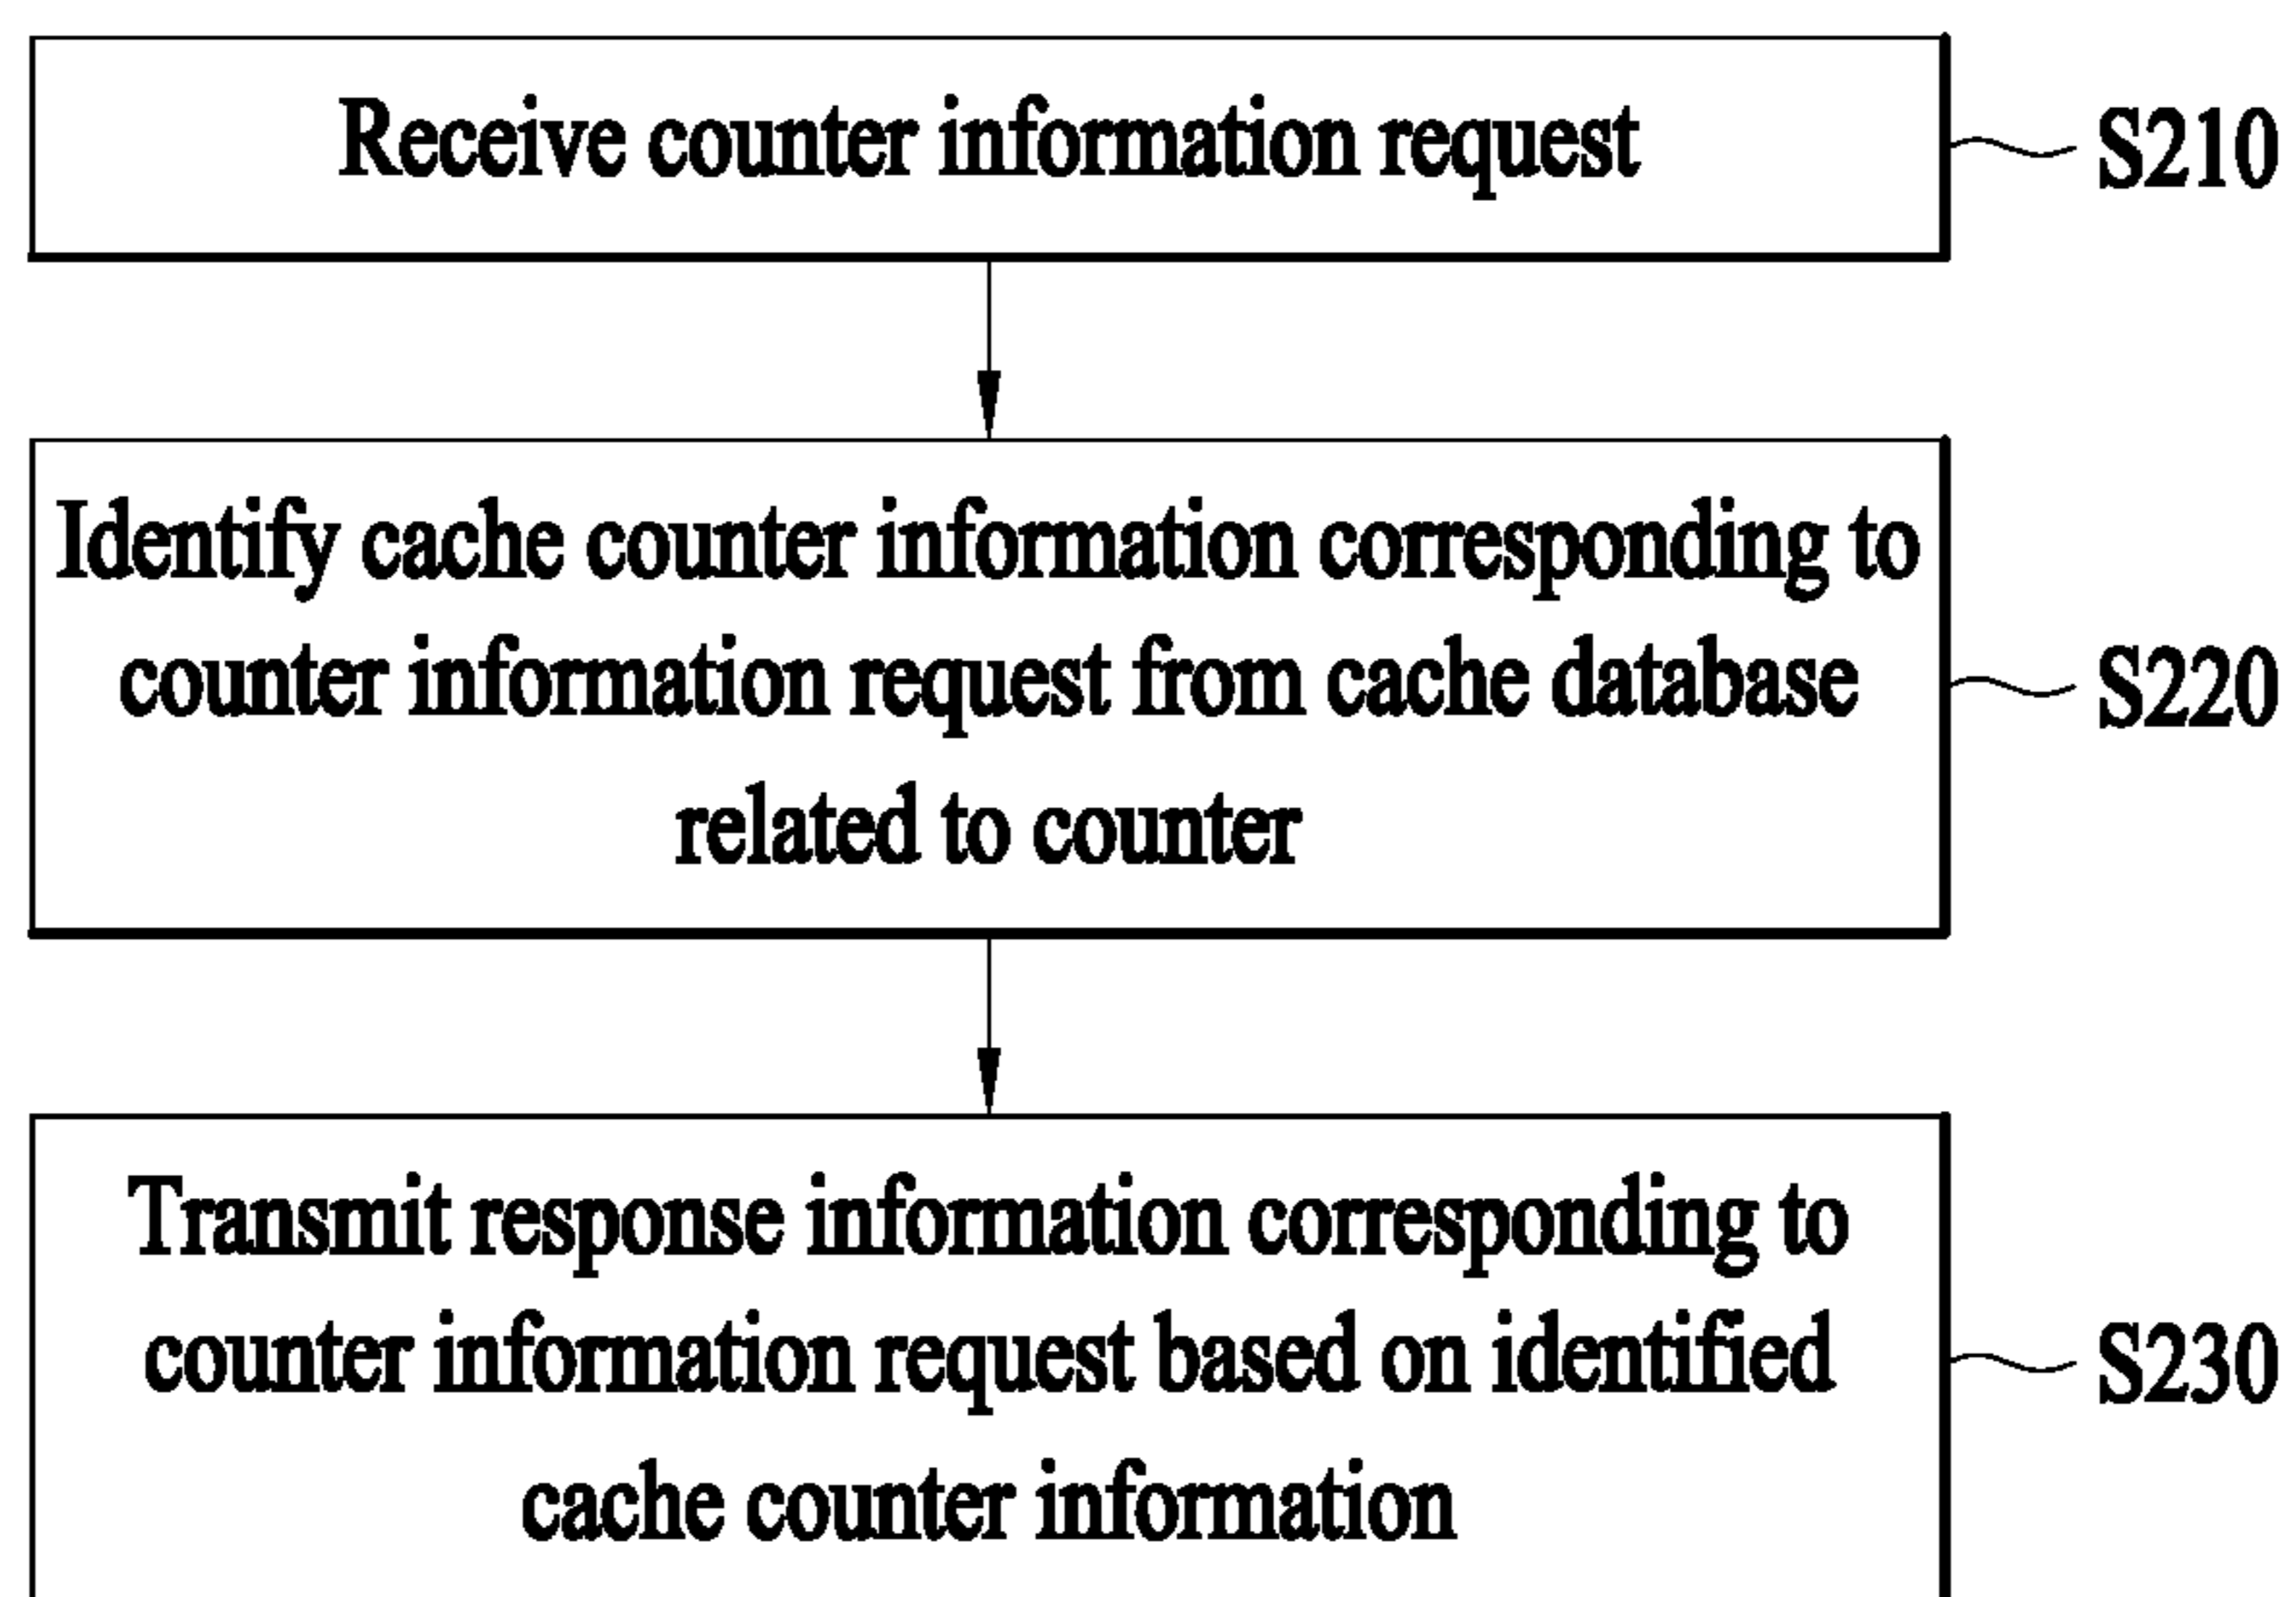 Receive counter information request
S210
Identify cache counter information corresponding to
counter information request from cache database
related to counter
S220
Transmit response information corresponding to
counter information request based on identified
cache counter information
S230